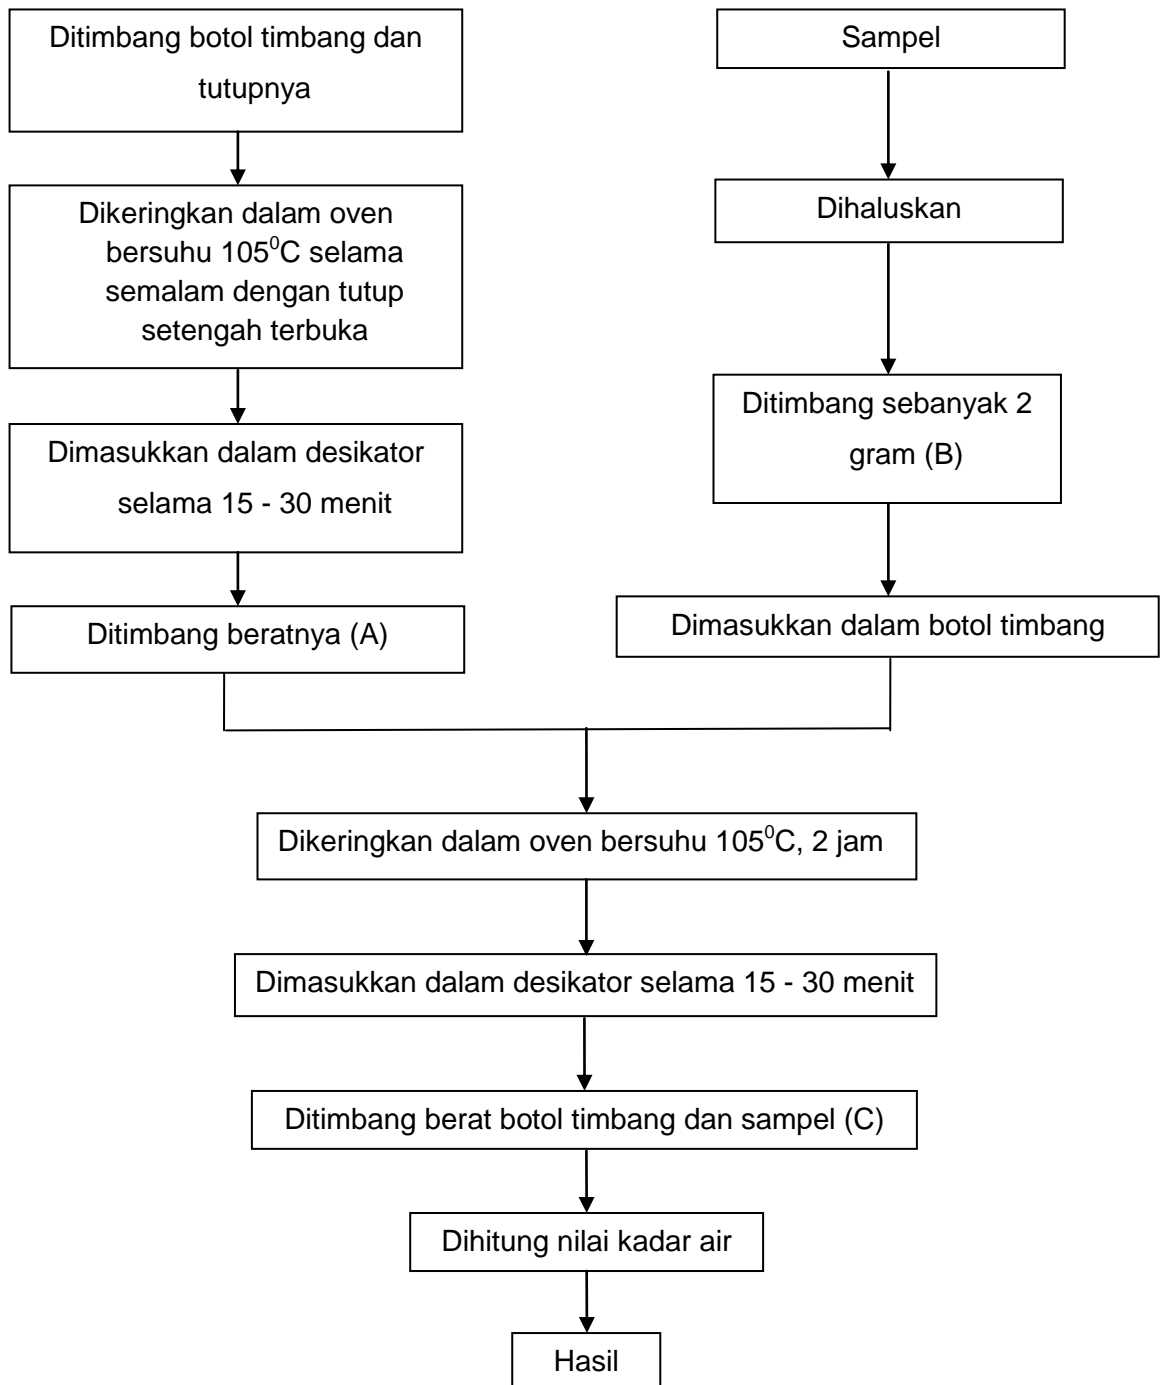 Ditimbang botol timbang dan
tutupnya
Dikeringkan dalam oven
bersuhu 105⁰C selama
semalam dengan tutup
setengah terbuka
Dimasukkan dalam desikator
selama 15 - 30 menit
Ditimbang beratnya (A)
Sampel
Dihaluskan
Ditimbang sebanyak 2
gram (B)
Dimasukkan dalam botol timbang
Dikeringkan dalam oven bersuhu 105⁰C, 2 jam
Dimasukkan dalam desikator selama 15 - 30 menit
Ditimbang berat botol timbang dan sampel (C)
Dihitung nilai kadar air
Hasil